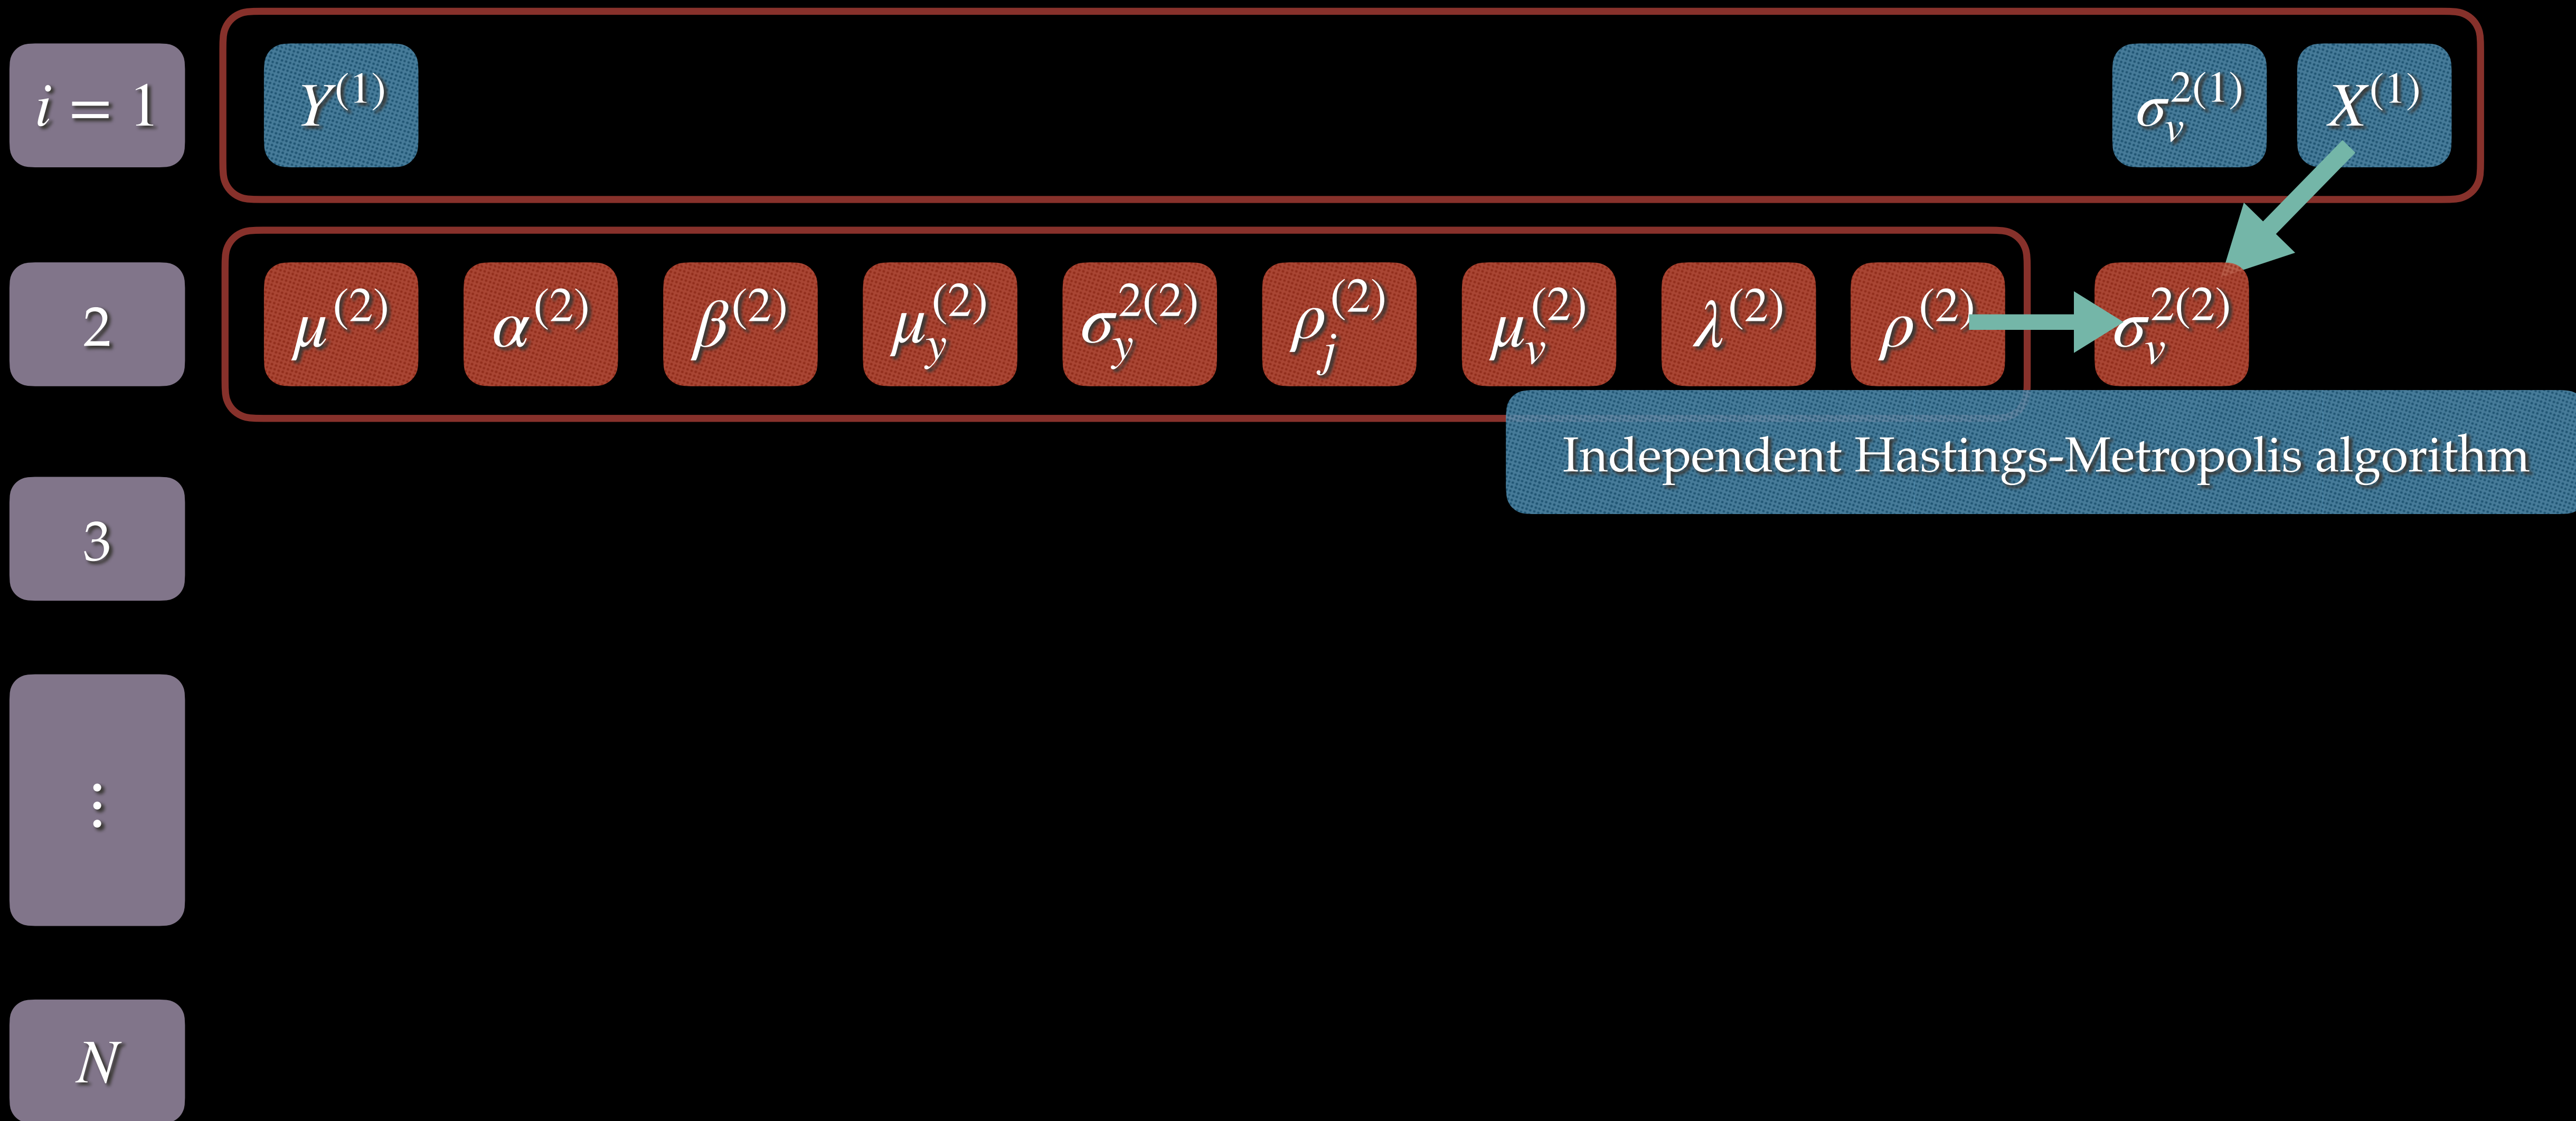 i = 1 Y^(1) σ_v^2(1) X^(1)
2 μ^(2) α^(2) β^(2) μ_y^(2) σ_y^2(2) ρ_j^(2) μ_v^(2) λ^(2) ρ^(2) σ_v^2(2)
Independent Hastings-Metropolis algorithm
3
⋮
N